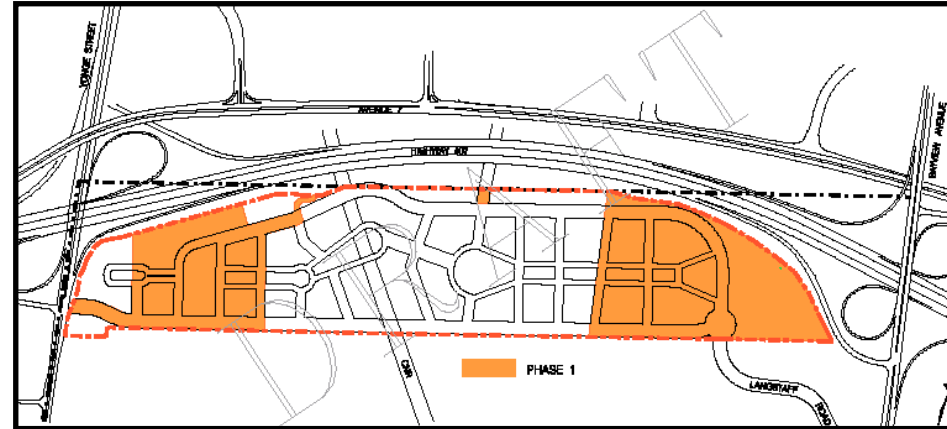 YONGE STREET
AVENUE 7
HIGHWAY 407
BAYVIEW AVENUE
DRAFT
CNR
PHASE 1
LANGSTAFF
ROAD